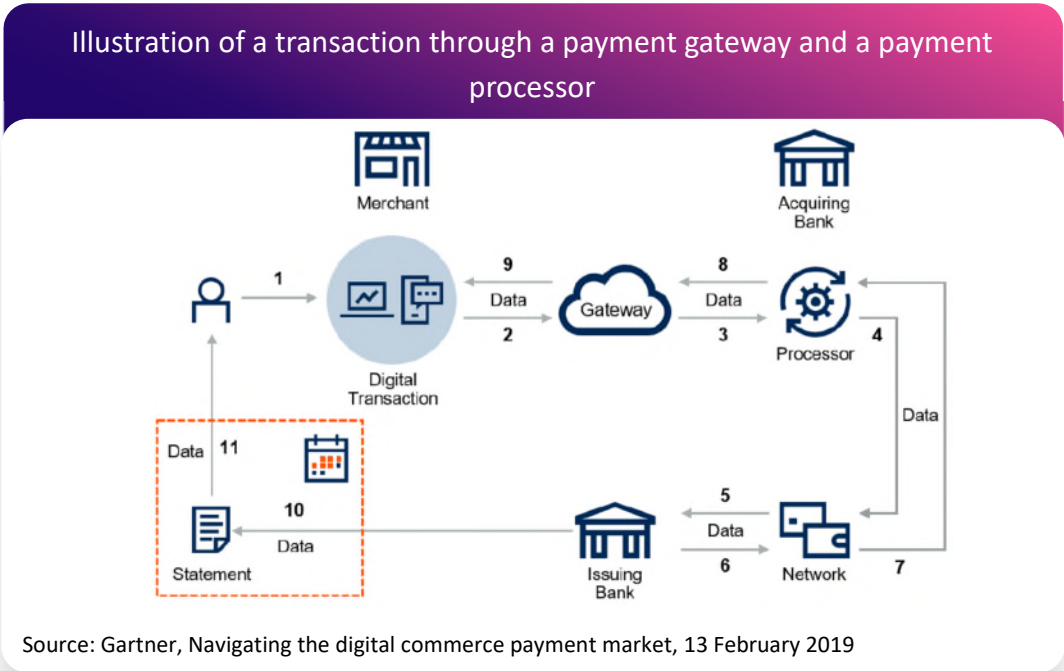 Illustration of a transaction through a payment gateway and a payment
processor
Merchant
Acquiring
Bank
1
9
Data
2
Gateway
8
Data
3
Processor
4
Digital
Transaction
Data
Data
11
10
Data
Statement
Issuing
Bank
5
Data
6
Network
7
Source: Gartner, Navigating the digital commerce payment market, 13 February 2019